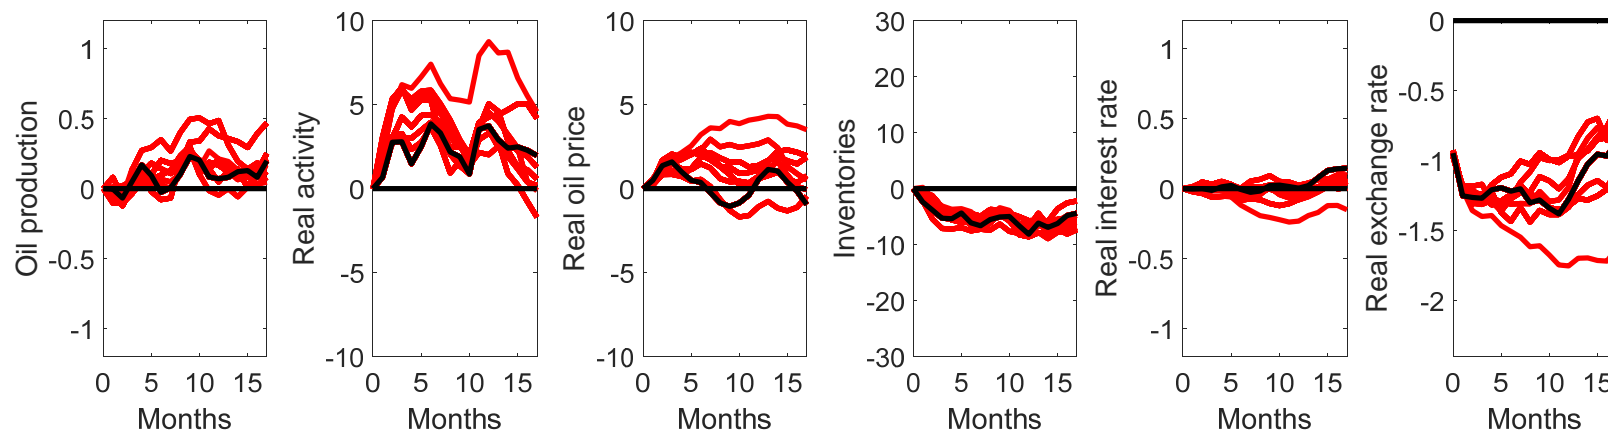 Oil production
1
0.5
0
-0.5
-1
0 5 10 15
Months
Real activity
10
5
0
-5
-10
0 5 10 15
Months
Real oil price
10
5
0
-5
-10
0 5 10 15
Months
Inventories
30
20
10
0
-10
-20
-30
0 5 10 15
Months
Real interest rate
1
0.5
0
-0.5
-1
0 5 10 15
Months
Real exchange rate
0
-0.5
-1
-1.5
-2
0 5 10 15
Months